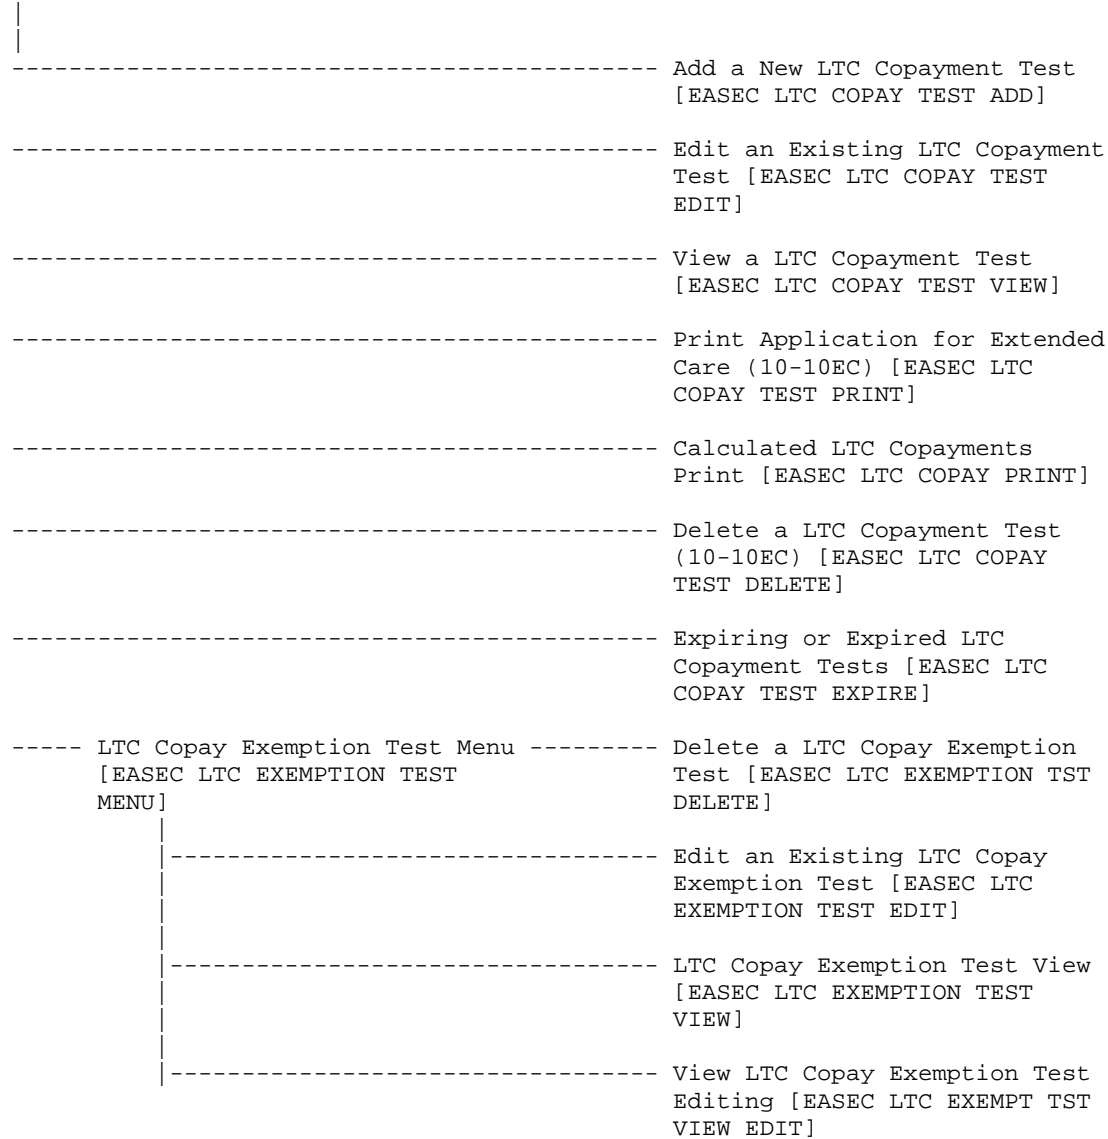 |
|
--------------------------------------------- Add a New LTC Copayment Test
[EASEC LTC COPAY TEST ADD]
--------------------------------------------- Edit an Existing LTC Copayment
Test [EASEC LTC COPAY TEST
EDIT]
--------------------------------------------- View a LTC Copayment Test
[EASEC LTC COPAY TEST VIEW]
--------------------------------------------- Print Application for Extended
Care (10-10EC) [EASEC LTC
COPAY TEST PRINT]
--------------------------------------------- Calculated LTC Copayments
Print [EASEC LTC COPAY PRINT]
--------------------------------------------- Delete a LTC Copayment Test
(10-10EC) [EASEC LTC COPAY
TEST DELETE]
--------------------------------------------- Expiring or Expired LTC
Copayment Tests [EASEC LTC
COPAY TEST EXPIRE]
----- LTC Copay Exemption Test Menu --------- Delete a LTC Copay Exemption
[EASEC LTC EXEMPTION TEST Test [EASEC LTC EXEMPTION TST
MENU] DELETE]
|
|---------------------------------- Edit an Existing LTC Copay
| Exemption Test [EASEC LTC
| EXEMPTION TEST EDIT]
|
|---------------------------------- LTC Copay Exemption Test View
| [EASEC LTC EXEMPTION TEST
| VIEW]
|
|---------------------------------- View LTC Copay Exemption Test
Editing [EASEC LTC EXEMPT TST
VIEW EDIT]